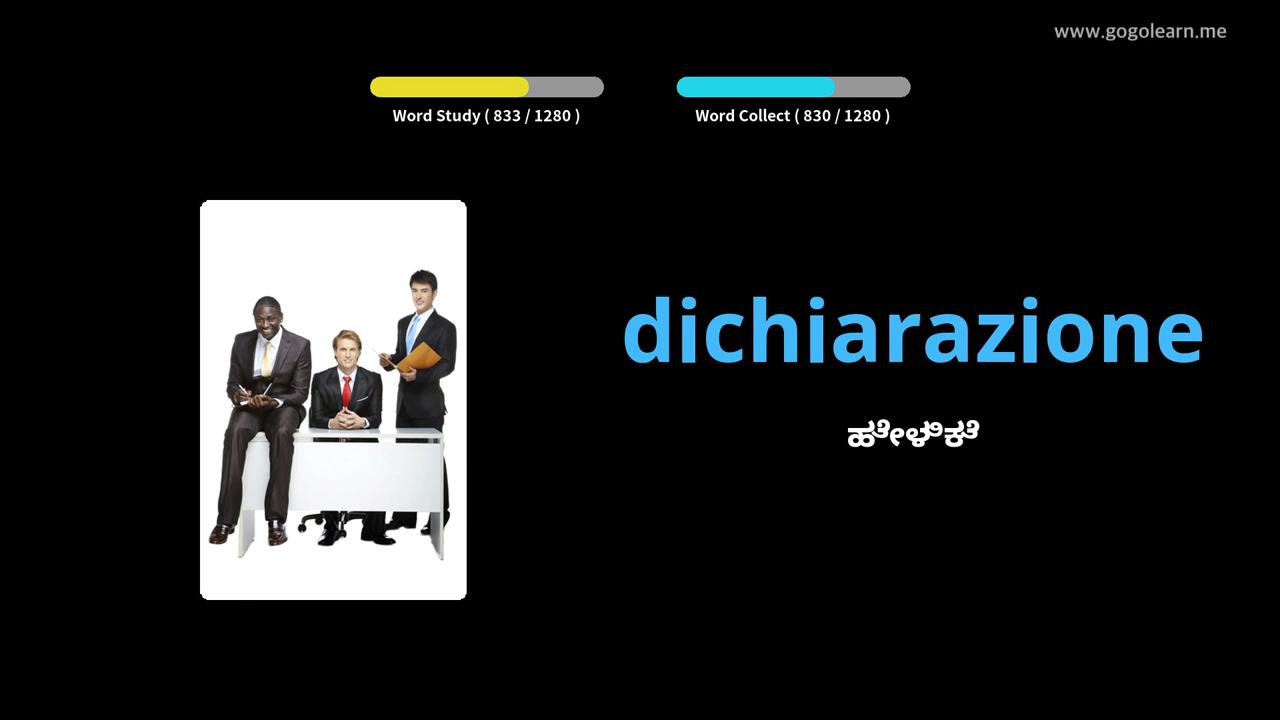 www.gogolearn.me
Word Study ( 833 / 1280 )
Word Collect ( 830 / 1280 )
dichiarazione
ಹೇಳಿಕೆ